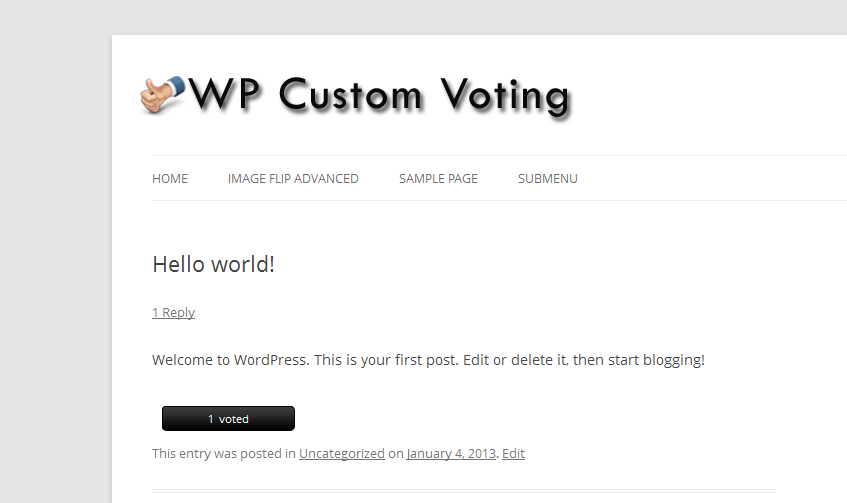 WP Custom Voting
HOME IMAGE FLIP ADVANCED SAMPLE PAGE SUBMENU
Hello world!
1 Reply
Welcome to WordPress. This is your first post. Edit or delete it, then start blogging!
1 voted
This entry was posted in Uncategorized on January 4, 2013. Edit